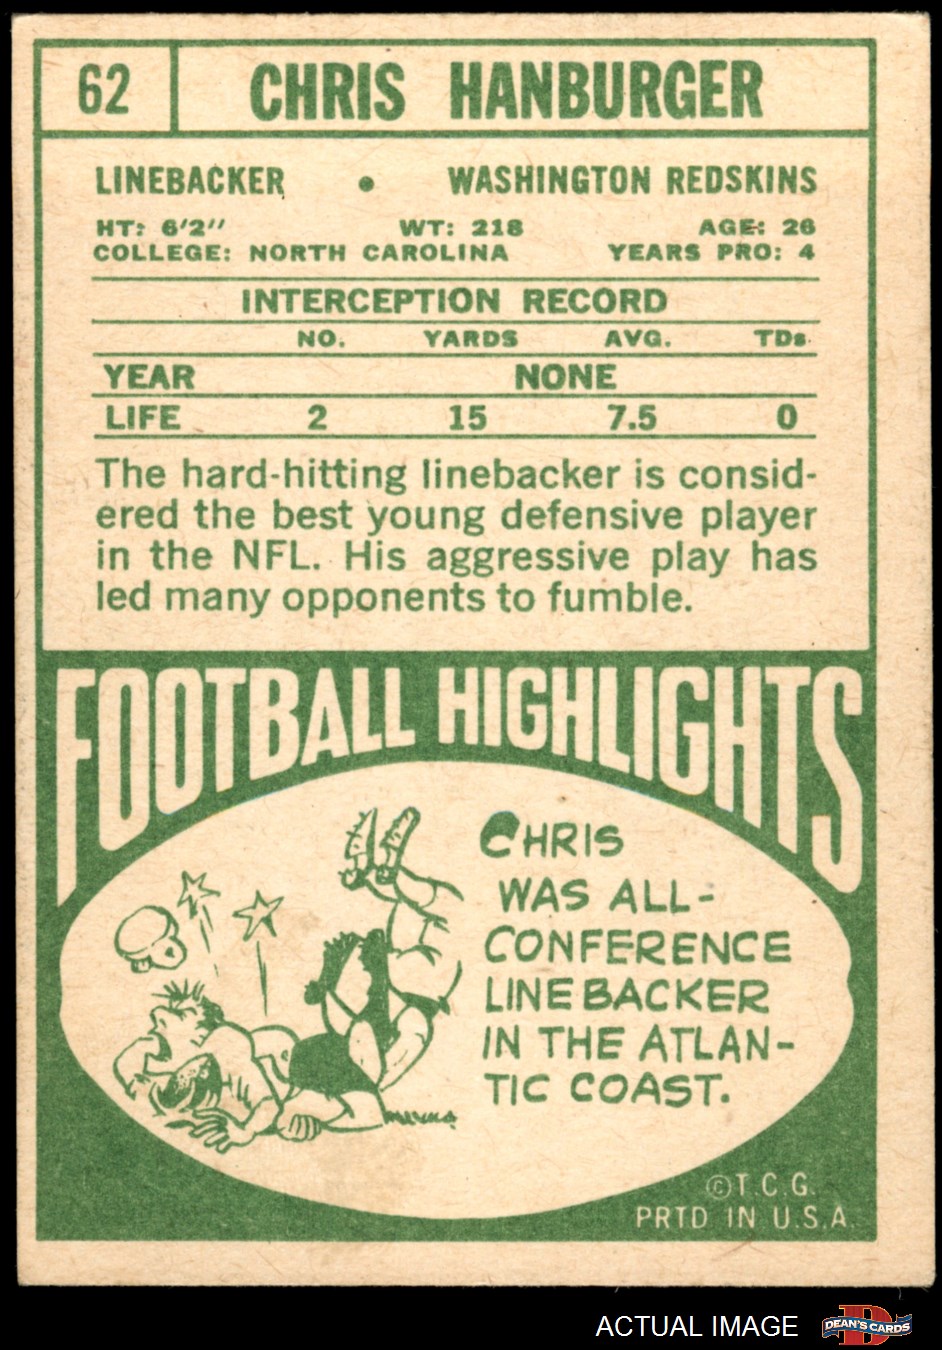 62
CHRIS HANBURGER
LINEBACKER • WASHINGTON REDSKINS
HT: 6'2" WT: 218 AGE: 26
COLLEGE: NORTH CAROLINA YEARS PRO: 4
INTERCEPTION RECORD
NO. YARDS AVG. TDs
YEAR NONE
LIFE 2 15 7.5 0
The hard-hitting linebacker is consid-
ered the best young defensive player
in the NFL. His aggressive play has
led many opponents to fumble.
FOOTBALL HIGHLIGHTS
CHRIS
WAS ALL-
CONFERENCE
LINEBACKER
IN THE ATLAN-
TIC COAST.
©T.C.G.
PRTD IN U.S.A.
ACTUAL IMAGE
DEAN'S CARDS